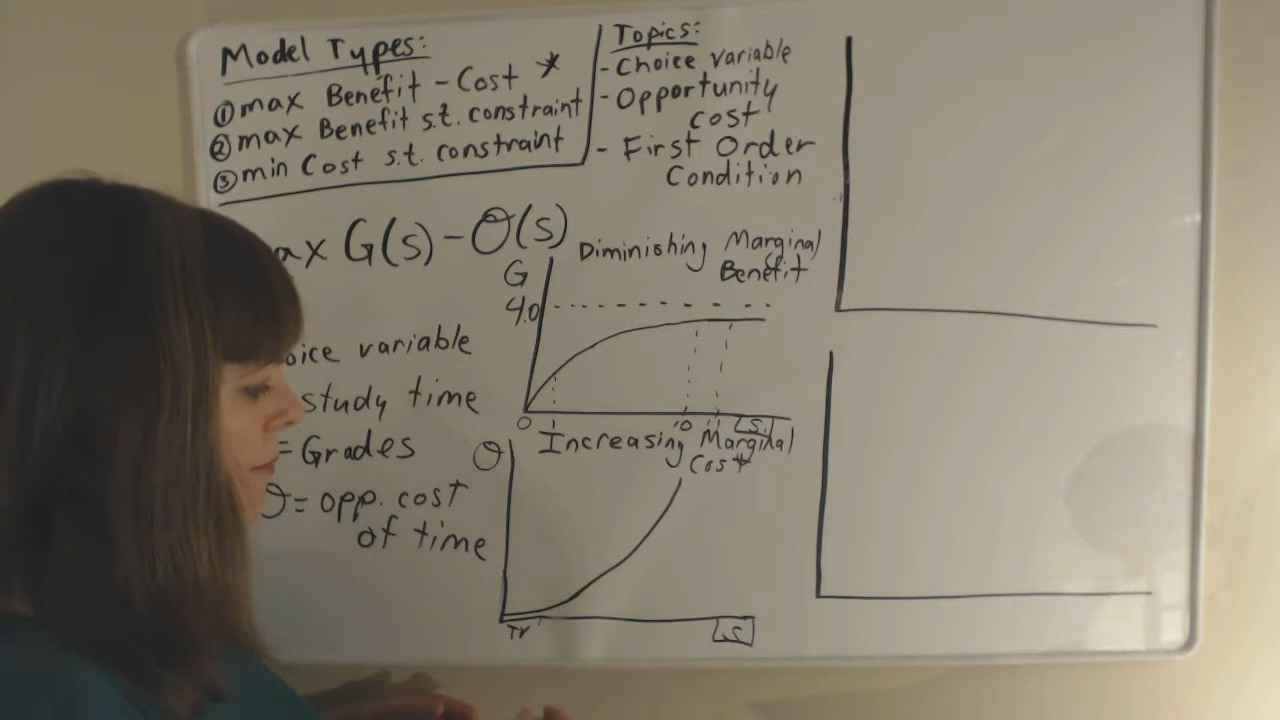 Model Types:
① max Benefit - Cost *
② max Benefit s.t. constraint
③ min Cost s.t. constraint
Topics:
- Choice variable
- Opportunity
cost
- First Order
Condition
ax G(s) - O(s)
oice variable
study time
= Grades
O = opp. cost
of time
Diminishing Marginal
Benefit
G
4.0
0
10
S
Increasing Marginal
Cost
O
TV
S